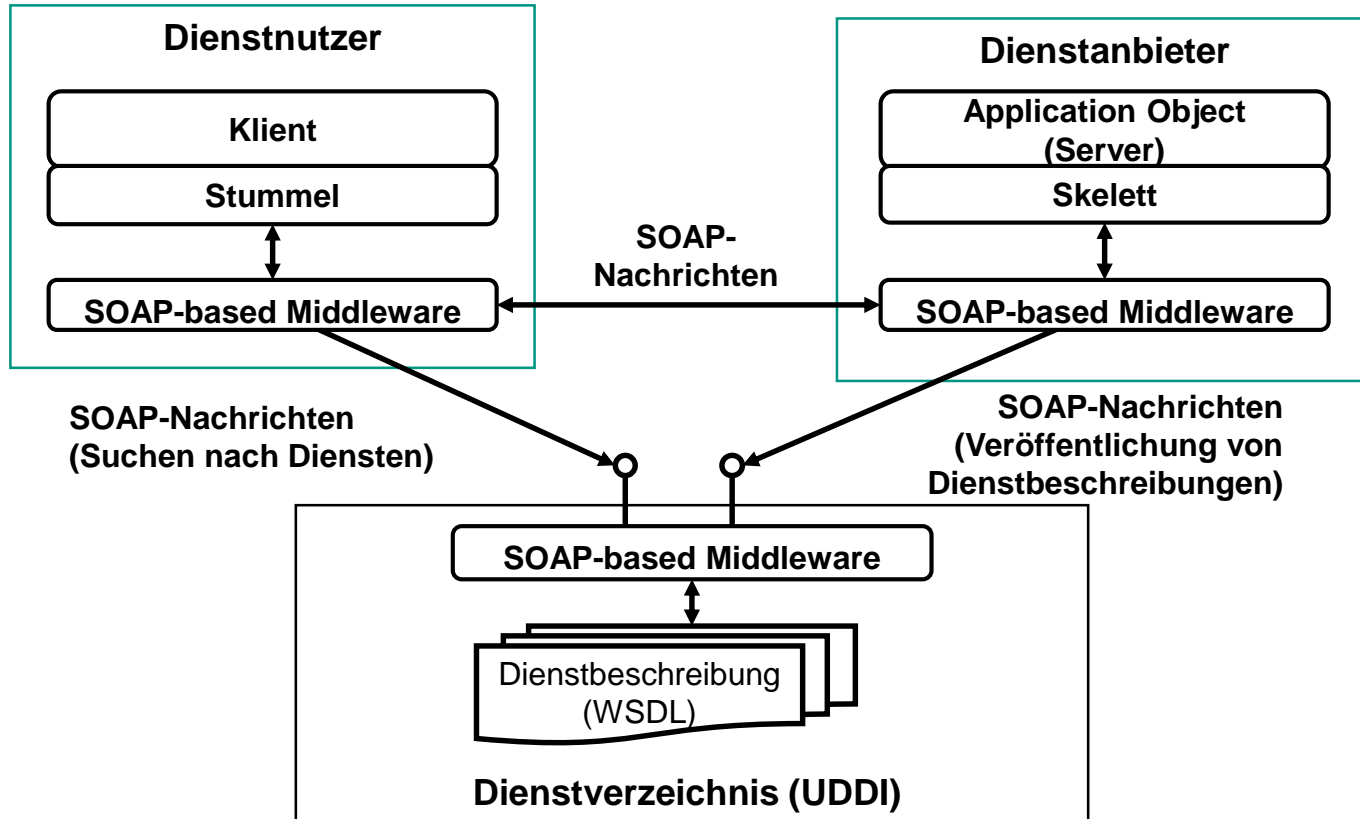 Dienstnutzer
Klient
Stummel
SOAP-based Middleware
Dienstanbieter
Application Object
(Server)
Skelett
SOAP-based Middleware
SOAP-
Nachrichten
SOAP-Nachrichten
(Suchen nach Diensten)
SOAP-Nachrichten
(Veröffentlichung von
Dienstbeschreibungen)
SOAP-based Middleware
Dienstbeschreibung
(WSDL)
Dienstverzeichnis (UDDI)